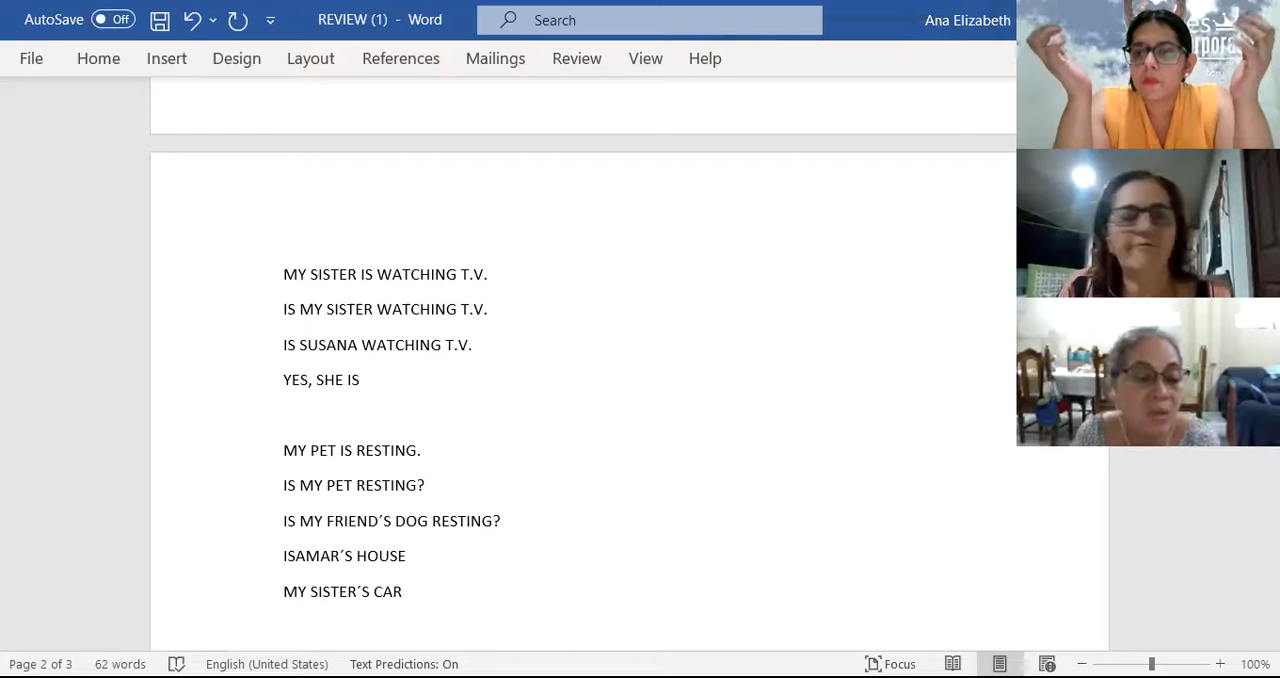 AutoSave Off REVIEW (1) - Word Search Ana Elizabeth
File Home Insert Design Layout References Mailings Review View Help
MY SISTER IS WATCHING T.V.
IS MY SISTER WATCHING T.V.
IS SUSANA WATCHING T.V.
YES, SHE IS
MY PET IS RESTING.
IS MY PET RESTING?
IS MY FRIEND´S DOG RESTING?
ISAMAR´S HOUSE
MY SISTER´S CAR
Page 2 of 3 62 words English (United States) Text Predictions: On Focus 100%